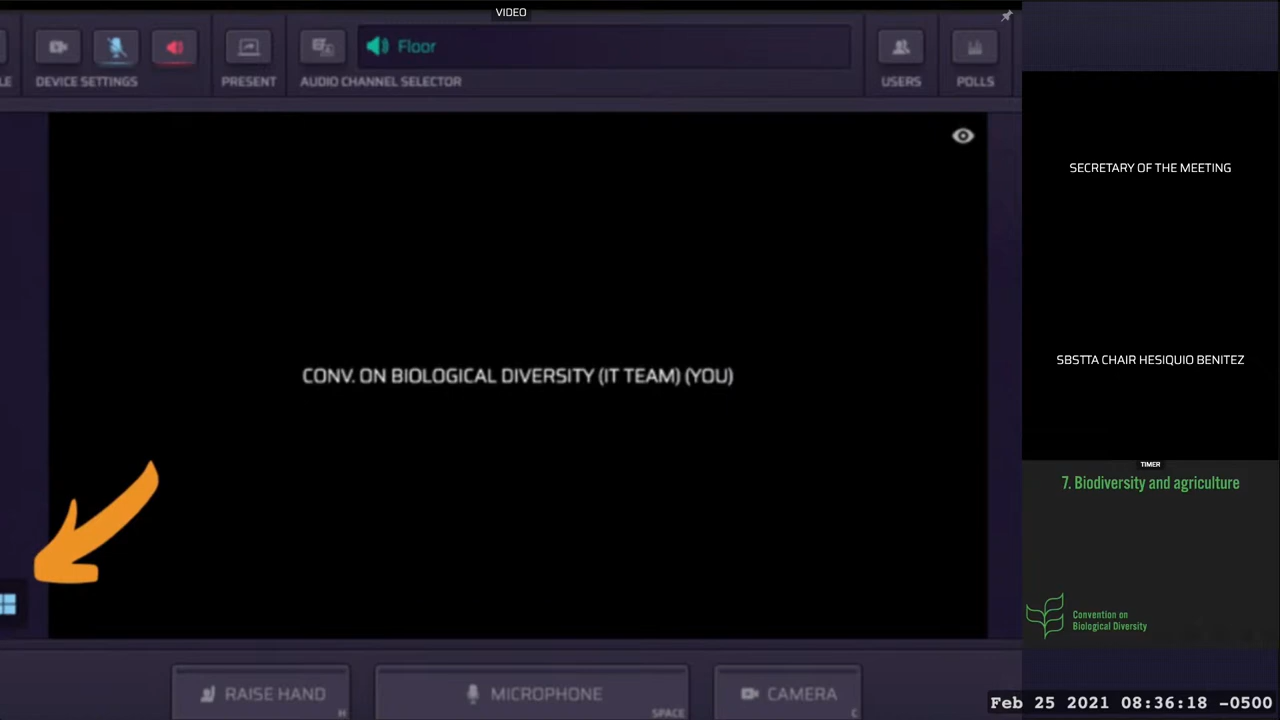 VIDEO
LE
DEVICE SETTINGS
PRESENT
Floor
AUDIO CHANNEL SELECTOR
USERS
POLLS
CONV. ON BIOLOGICAL DIVERSITY (IT TEAM) (YOU)
SECRETARY OF THE MEETING
SBSTTA CHAIR HESIQUIO BENITEZ
TIMER
7. Biodiversity and agriculture
Convention on
Biological Diversity
RAISE HAND
H
MICROPHONE
SPACE
CAMERA
C
Feb 25 2021 08:36:18 -0500